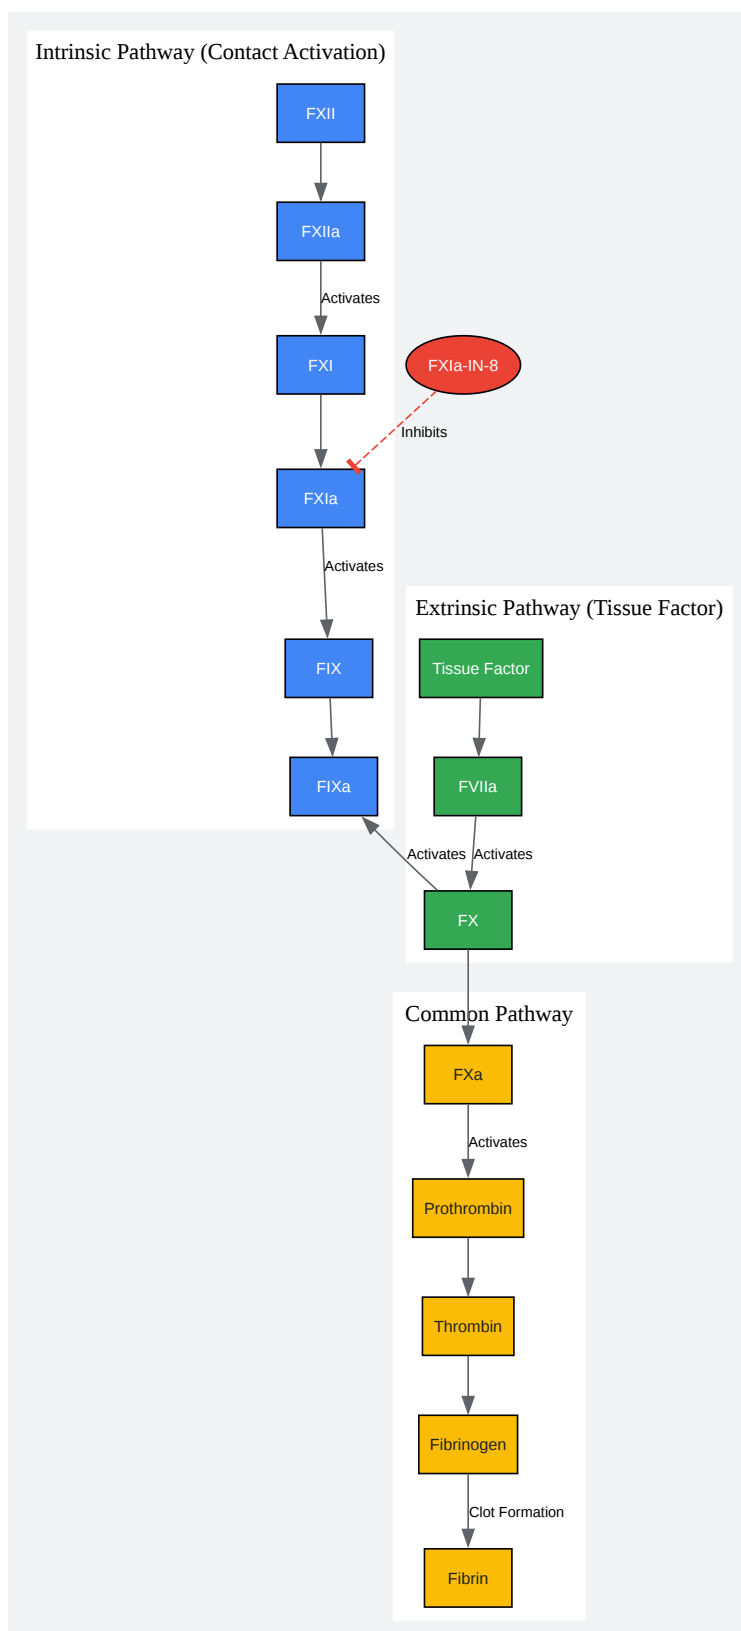 Intrinsic Pathway (Contact Activation)
FXII
FXIIa
Activates
FXI
FXIa-IN-8
Inhibits
FXIa
Activates
Extrinsic Pathway (Tissue Factor)
FIX
Tissue Factor
FIXa
FVIIa
Activates
Activates
FX
Common Pathway
FXa
Activates
Prothrombin
Thrombin
Fibrinogen
Clot Formation
Fibrin